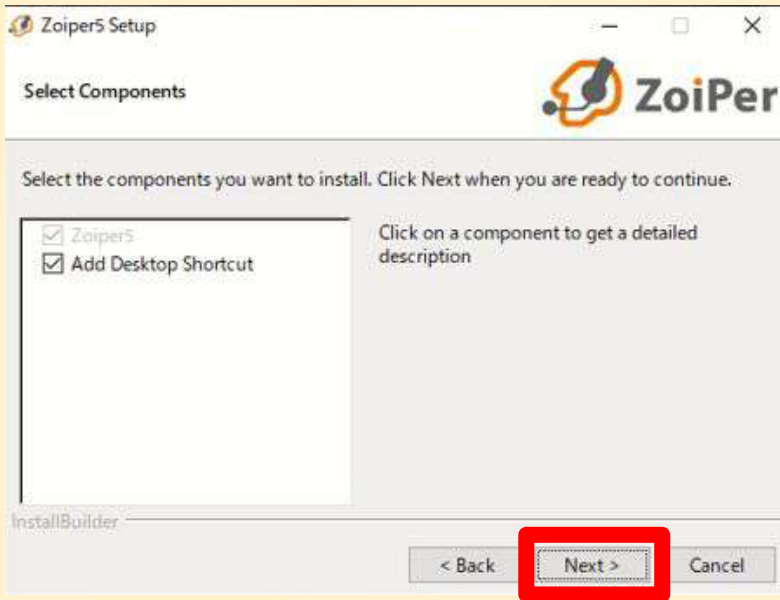 Zoiper5 Setup
Select Components
ZoiPer
Select the components you want to install. Click Next when you are ready to continue.
Zoiper5
Add Desktop Shortcut
Click on a component to get a detailed
description
InstallBuilder
< Back
Next >
Cancel